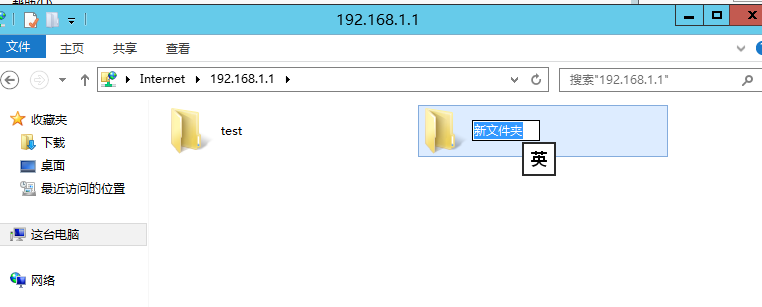 帮助(H)
192.168.1.1
文件 主页 共享 查看
Internet 192.168.1.1 搜索"192.168.1.1"
收藏夹
下载
桌面
最近访问的位置
这台电脑
网络
test 新文件夹
英